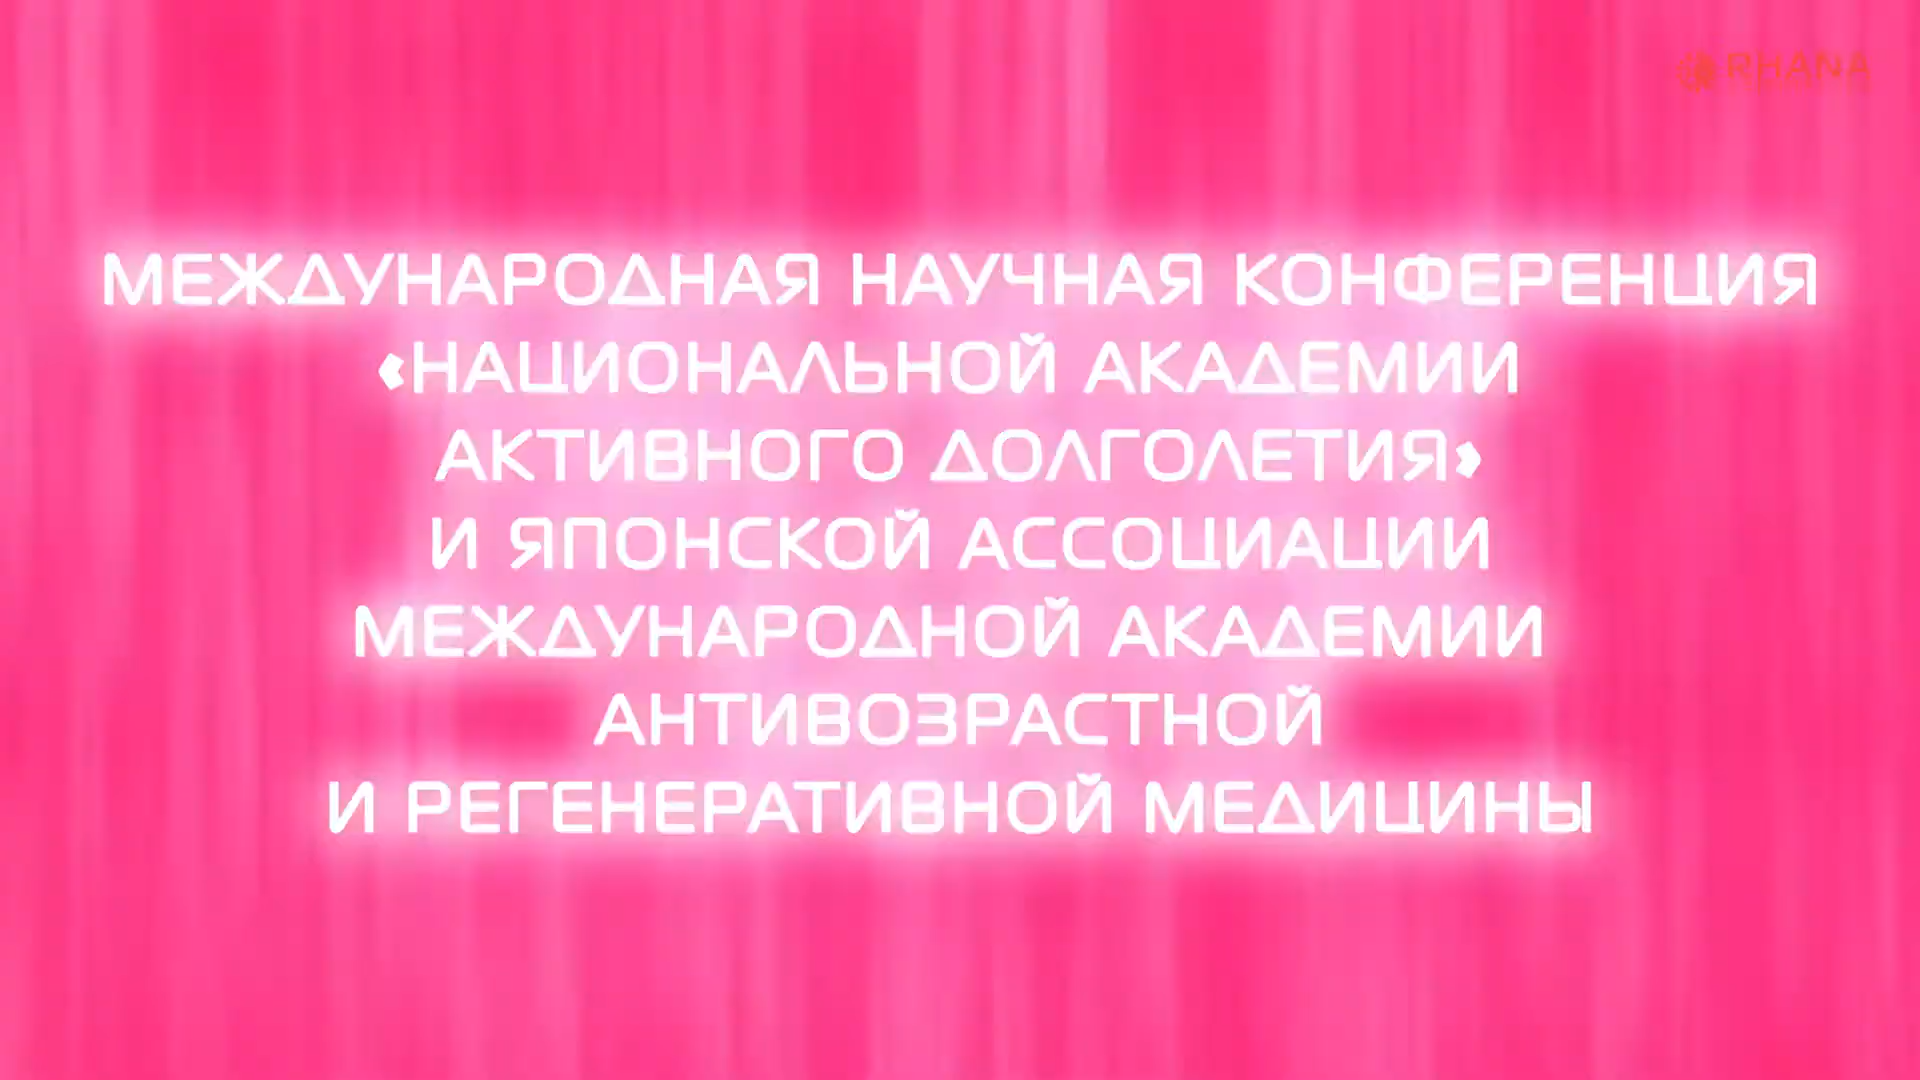 RHANA
МЕЖДУНАРОДНАЯ НАУЧНАЯ КОНФЕРЕНЦИЯ
«НАЦИОНАЛЬНОЙ АКАДЕМИИ
АКТИВНОГО ДОЛГОЛЕТИЯ»
И ЯПОНСКОЙ АССОЦИАЦИИ
МЕЖДУНАРОДНОЙ АКАДЕМИИ
АНТИВОЗРАСТНОЙ
И РЕГЕНЕРАТИВНОЙ МЕДИЦИНЫ